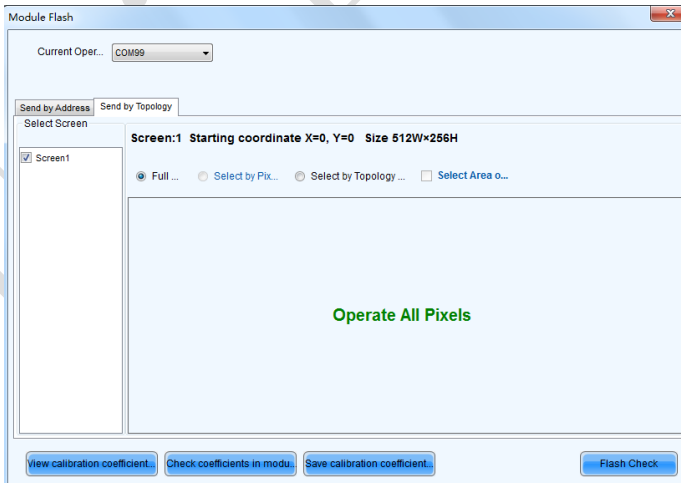 Module Flash
Current Oper... COM99
Send by Address Send by Topology
Select Screen
Screen:1 Starting coordinate X=0, Y=0 Size 512W×256H
Screen1
Full ... Select by Pix... Select by Topology ... Select Area o...
Operate All Pixels
View calibration coefficient... Check coefficients in modu... Save calibration coefficient... Flash Check